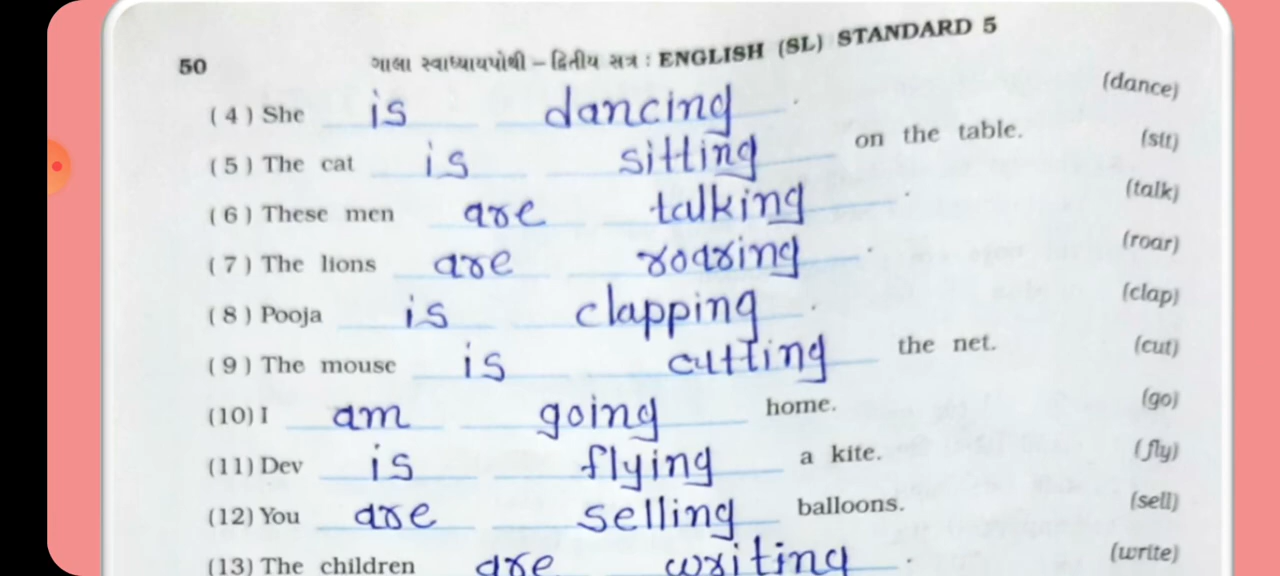 50 ગાલા સ્વાધ્યાયપોથી – દ્વિતીય સત્ર : ENGLISH (SL) STANDARD 5
( 4 ) She is dancing . (dance)
( 5 ) The cat is sitting on the table. (sit)
( 6 ) These men are talking . (talk)
( 7 ) The lions are roaring . (roar)
( 8 ) Pooja is clapping . (clap)
( 9 ) The mouse is cutting the net. (cut)
(10) I am going home. (go)
(11) Dev is flying a kite. (fly)
(12) You are selling balloons. (sell)
(13) The children are writing . (write)